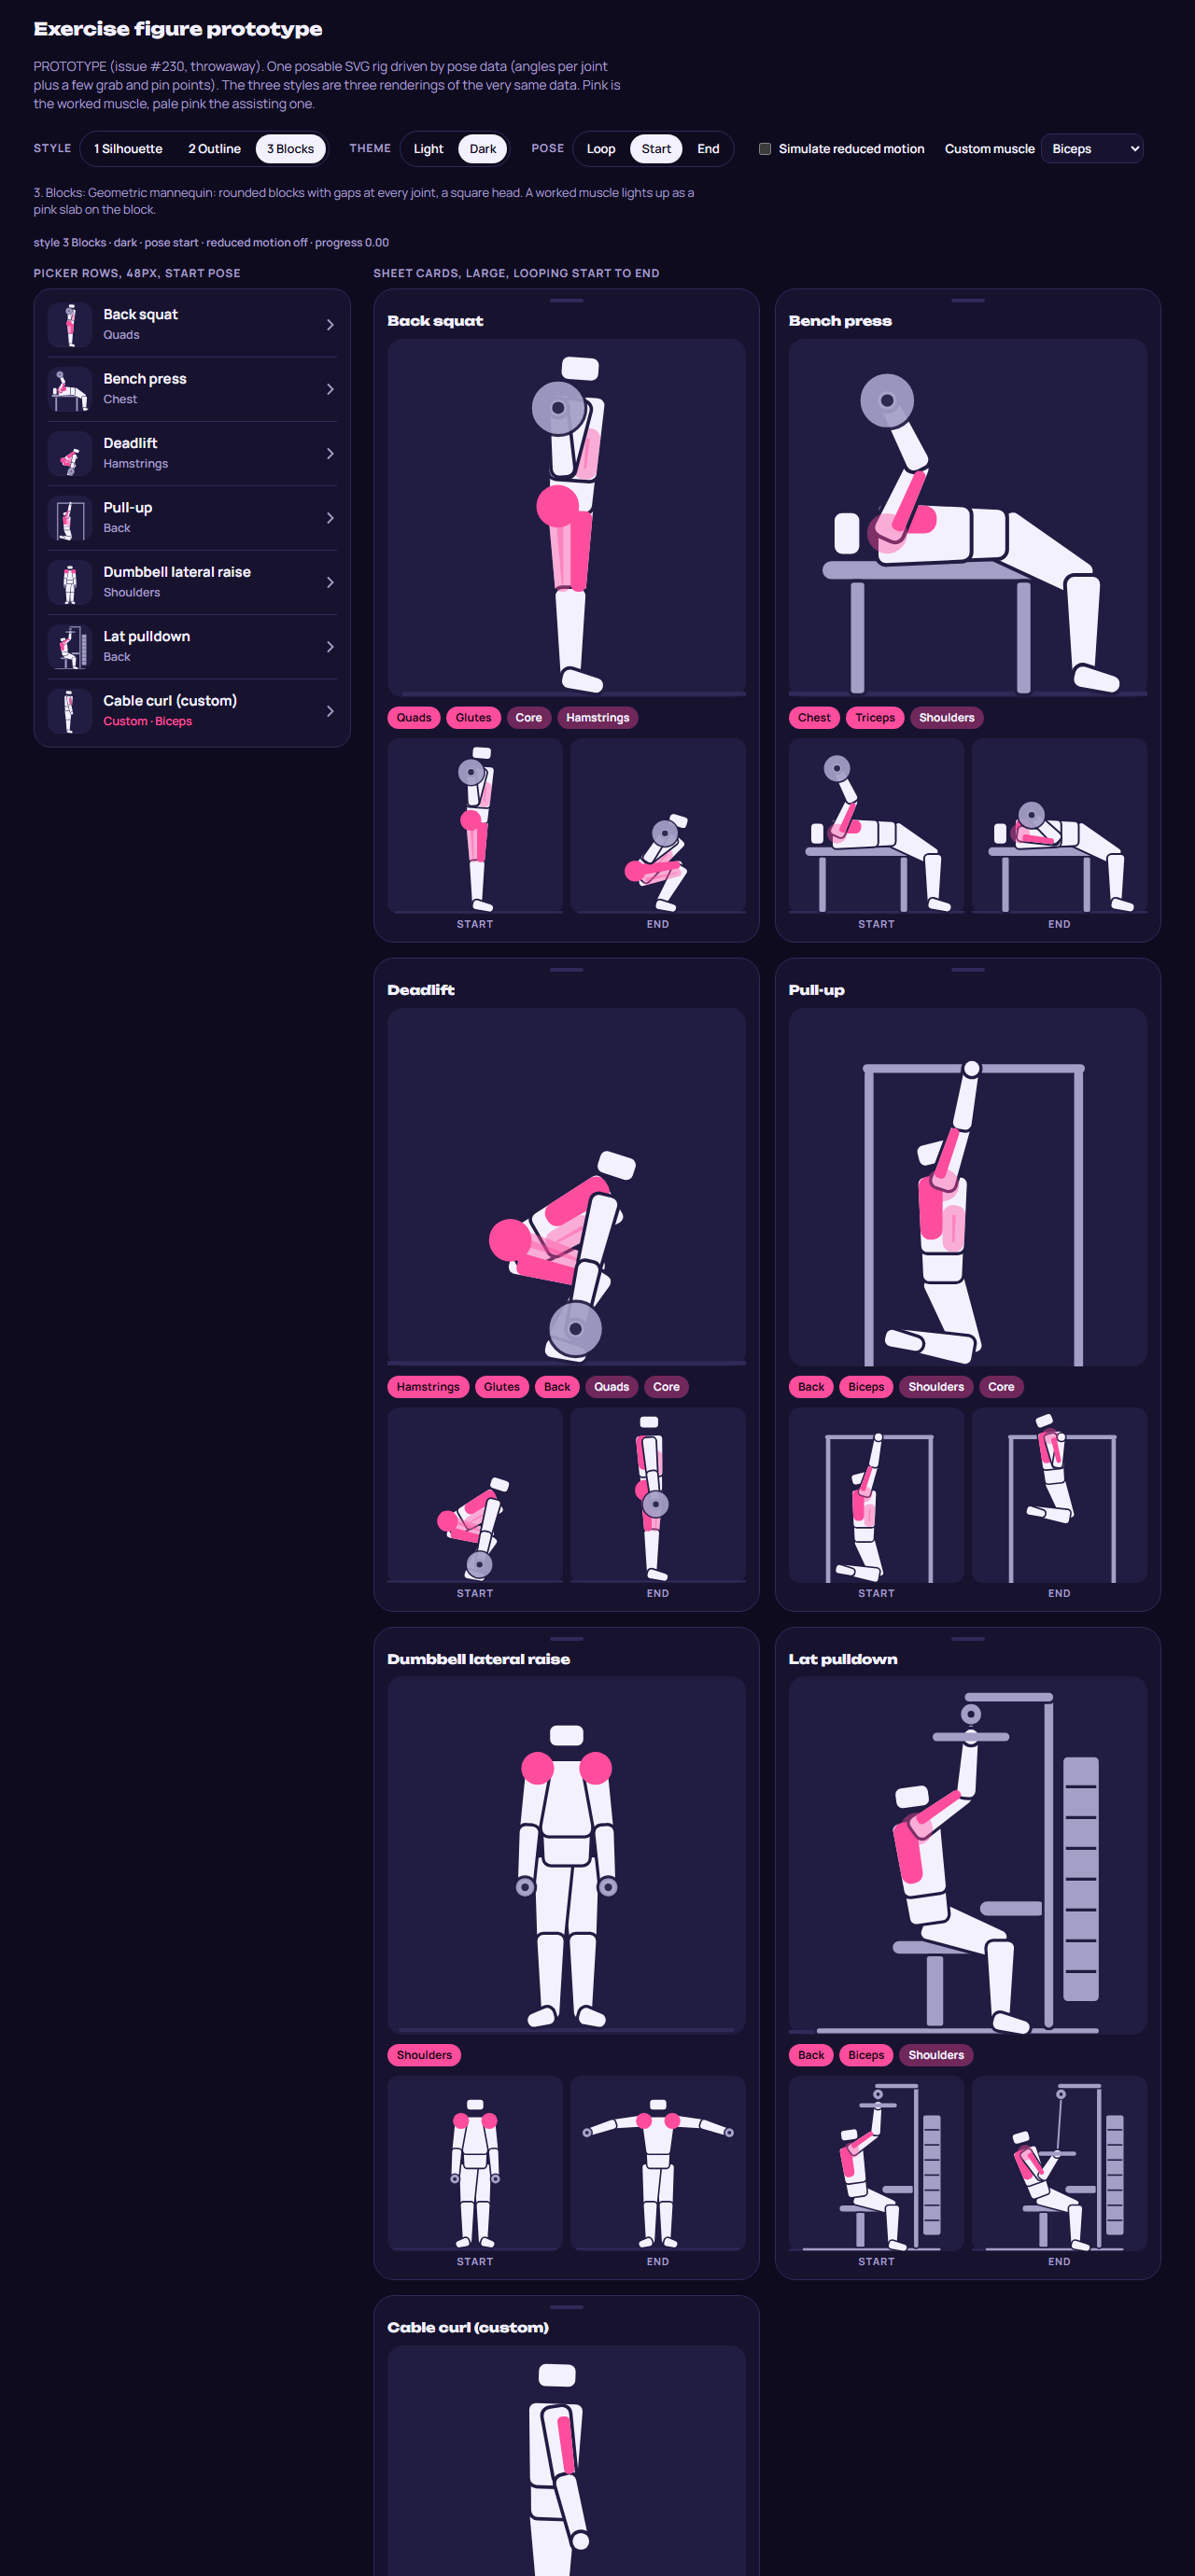 Exercise figure prototype
PROTOTYPE (issue #230, throwaway). One posable SVG rig driven by pose data (angles per joint
plus a few grab and pin points). The three styles are three renderings of the very same data. Pink is
the worked muscle, pale pink the assisting one.
STYLE 1 Silhouette 2 Outline 3 Blocks THEME Light Dark POSE Loop Start End Simulate reduced motion Custom muscle Biceps
3. Blocks: Geometric mannequin: rounded blocks with gaps at every joint, a square head. A worked muscle lights up as a
pink slab on the block.
style 3 Blocks · dark · pose start · reduced motion off · progress 0.00
PICKER ROWS, 48PX, START POSE
Back squat
Quads
Bench press
Chest
Deadlift
Hamstrings
Pull-up
Back
Dumbbell lateral raise
Shoulders
Lat pulldown
Back
Cable curl (custom)
Custom · Biceps
SHEET CARDS, LARGE, LOOPING START TO END
Back squat
Quads Glutes Core Hamstrings
START END
Bench press
Chest Triceps Shoulders
START END
Deadlift
Hamstrings Glutes Back Quads Core
START END
Pull-up
Back Biceps Shoulders Core
START END
Dumbbell lateral raise
Shoulders
START END
Lat pulldown
Back Biceps Shoulders
START END
Cable curl (custom)